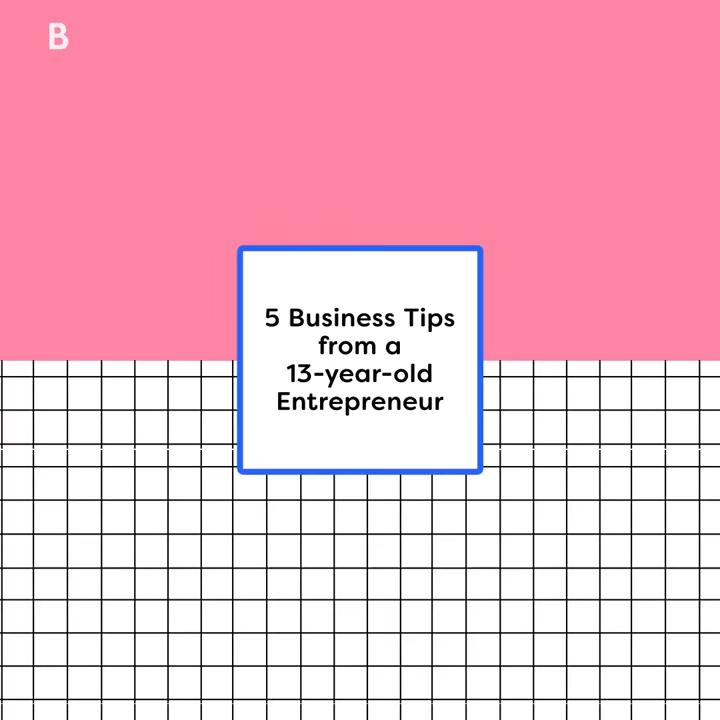 B
5 Business Tips
from a
13-year-old
Entrepreneur